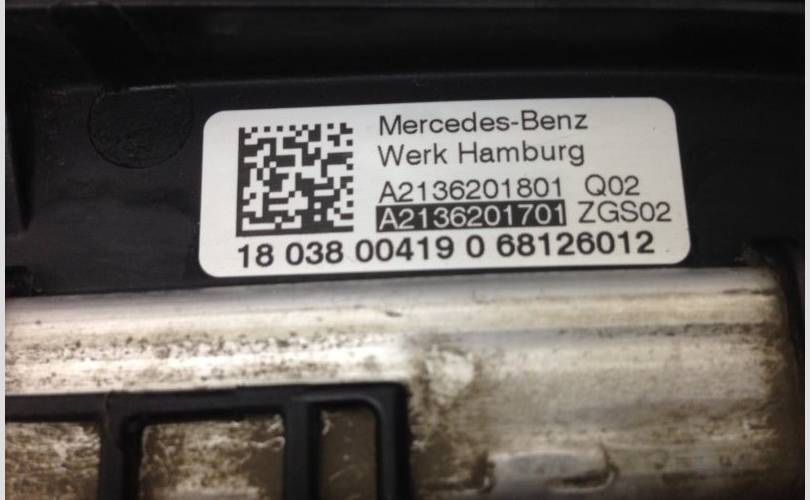 Mercedes-Benz
Werk Hamburg
A2136201801 Q02
A2136201701 ZGS02
18 038 00419 0 68126012